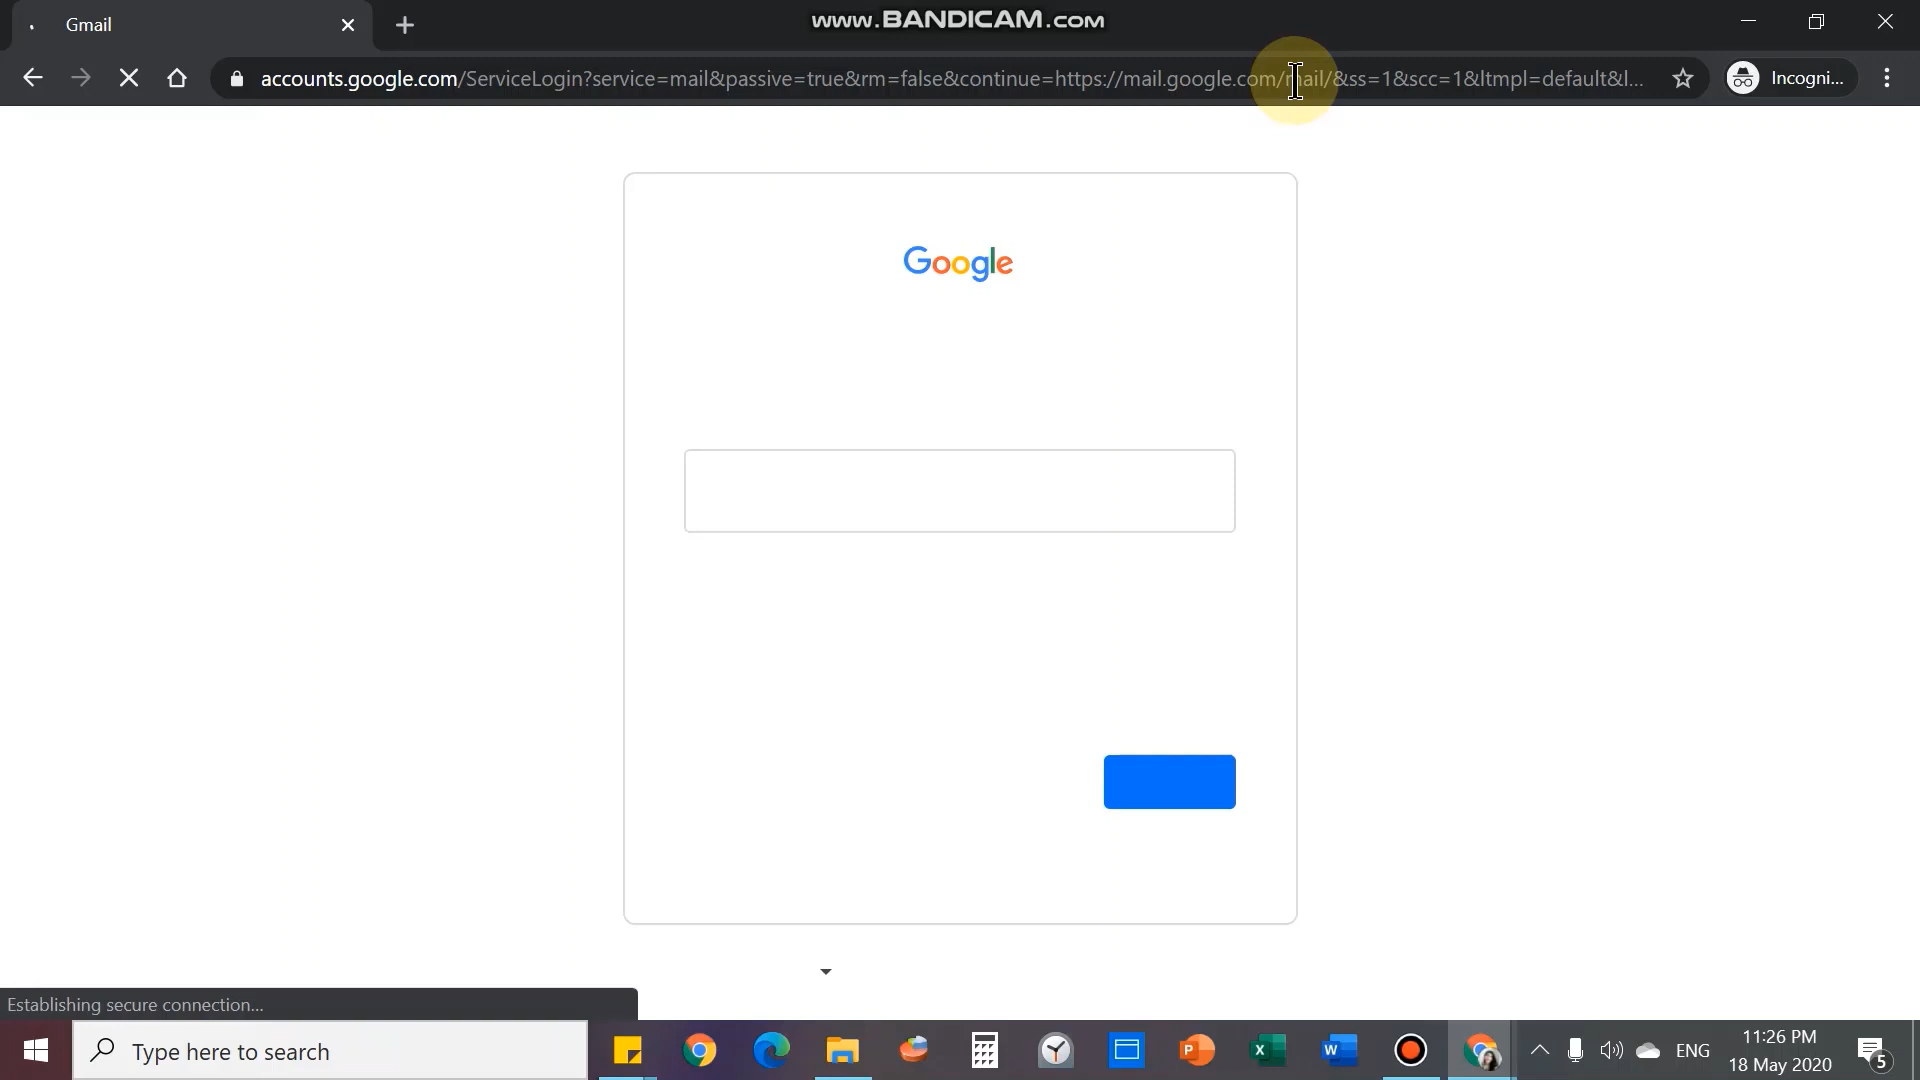 Gmail
www.BANDICAM.com
accounts.google.com/ServiceLogin?service=mail&passive=true&rm=false&continue=https://mail.google.com/mail/&ss=1&scc=1&ltmpl=default&l...
Incogni...
Google
Establishing secure connection...
Type here to search
ENG
11:26 PM
18 May 2020
5